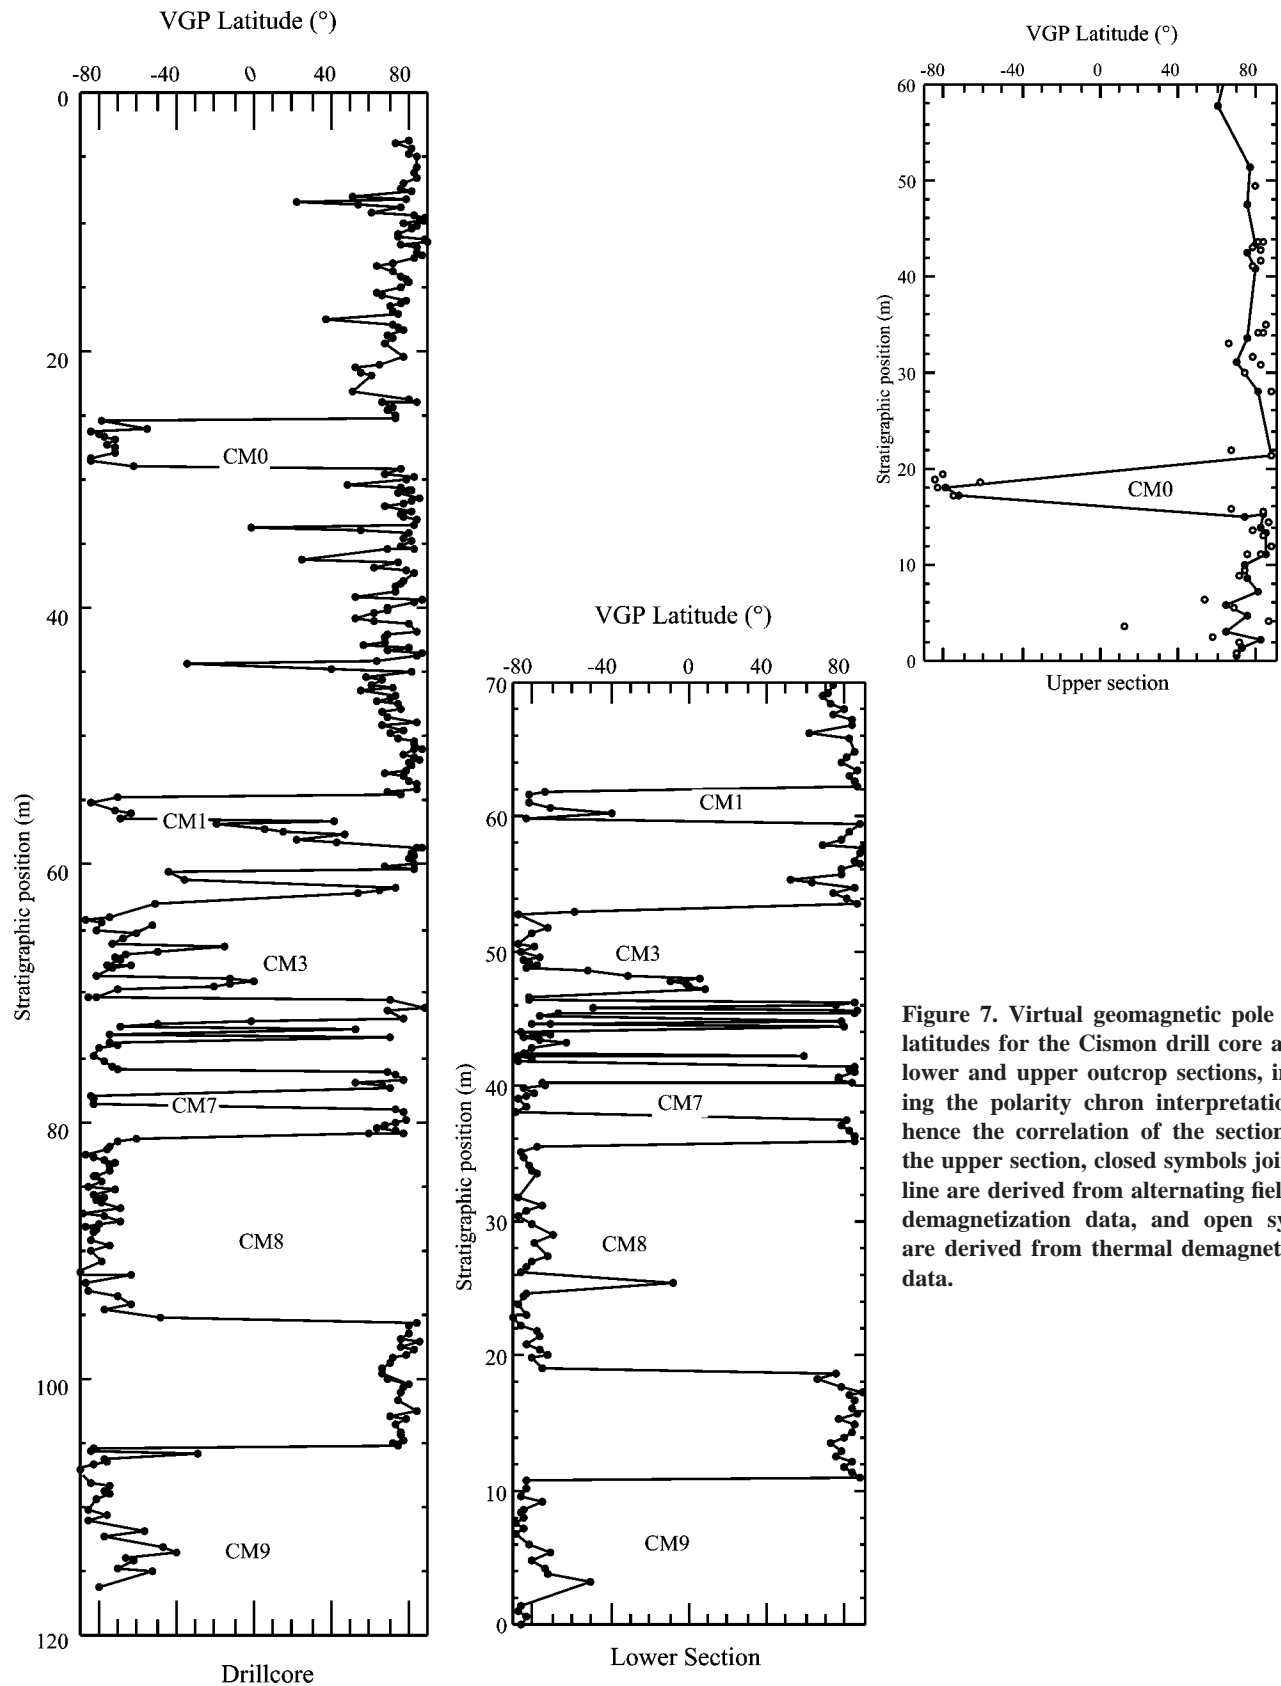 VGP Latitude (°)
-80 -40 0 40 80
0
20
40
60
80
100
120
Stratigraphic position (m)
CM0
CM1
CM3
CM7
CM8
CM9
Drillcore
VGP Latitude (°)
-80 -40 0 40 80
70
60
50
40
30
20
10
0
Stratigraphic position (m)
CM1
CM3
CM7
CM8
CM9
Lower Section
VGP Latitude (°)
-80 -40 0 40 80
60
50
40
30
20
10
0
Stratigraphic position (m)
CM0
Upper section
Figure 7. Virtual geomagnetic pole
latitudes for the Cismon drill core a
lower and upper outcrop sections, in
ing the polarity chron interpretatio
hence the correlation of the section
the upper section, closed symbols joi
line are derived from alternating fiel
demagnetization data, and open sy
are derived from thermal demagnet
data.